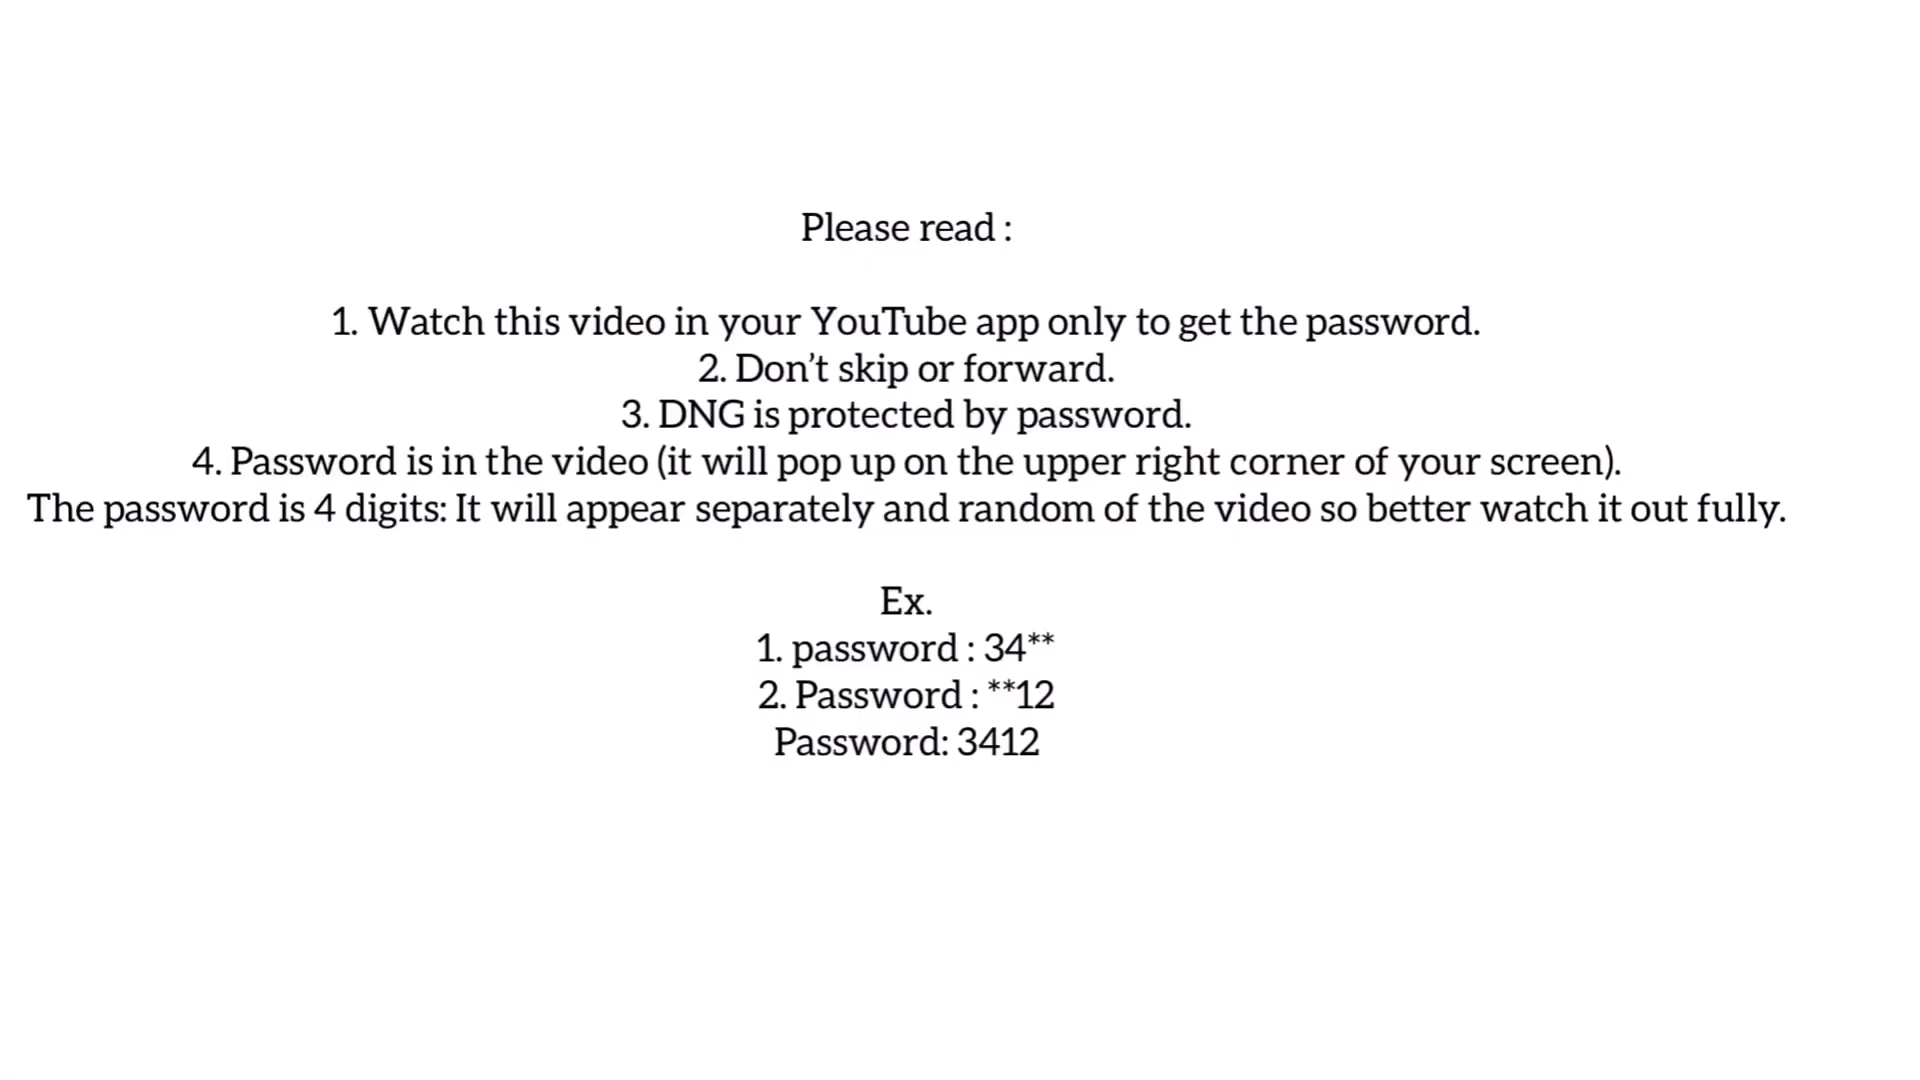 Please read :
1. Watch this video in your YouTube app only to get the password.
2. Don’t skip or forward.
3. DNG is protected by password.
4. Password is in the video (it will pop up on the upper right corner of your screen).
The password is 4 digits: It will appear separately and random of the video so better watch it out fully.
Ex.
1. password : 34**
2. Password : **12
Password: 3412